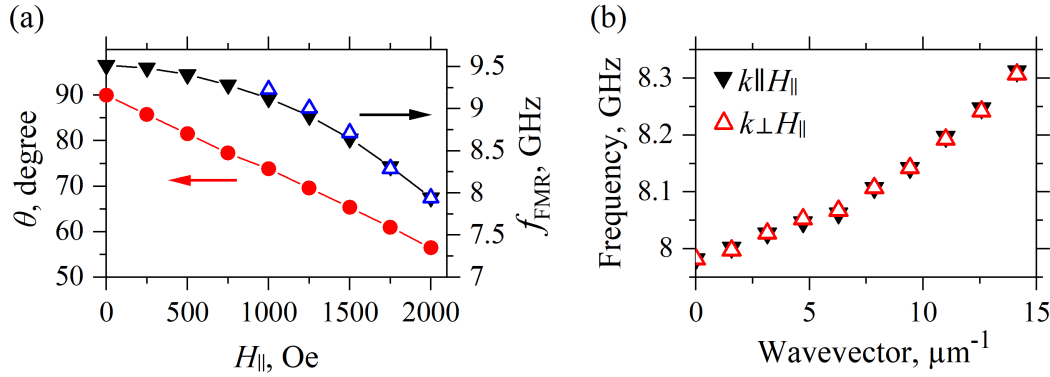 (a)
θ, degree
90
80
70
60
50
0 500 1000 1500 2000
H||, Oe
9.5
9
8.5
8
7.5
7
fFMR, GHz
(b)
Frequency, GHz
8.3
8.2
8.1
8
k||H||
k⊥H||
0 5 10 15
Wavevector, µm-1